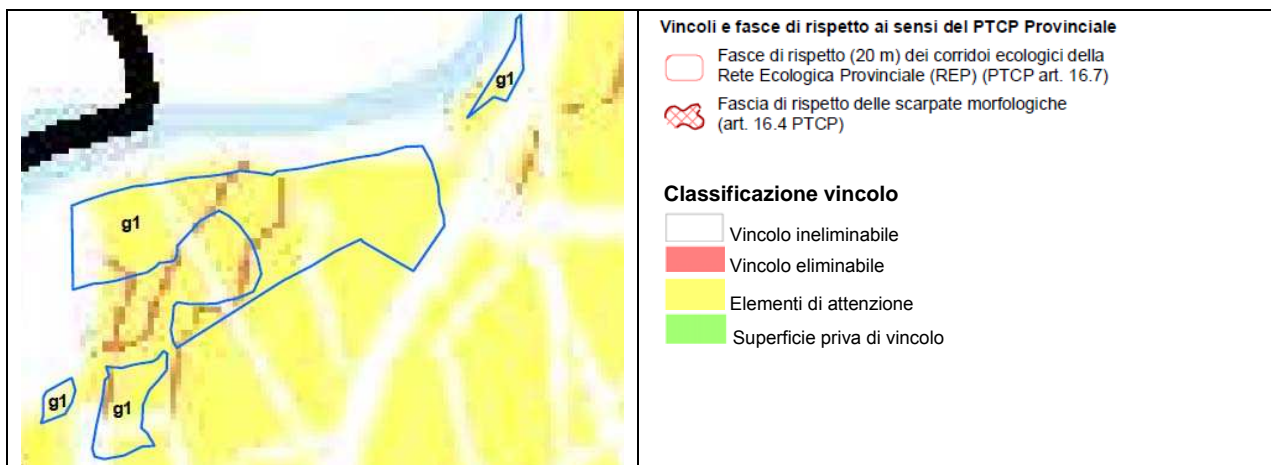 g1
g1
g1
g1
Vincoli e fasce di rispetto ai sensi del PTCP Provinciale
Fasce di rispetto (20 m) dei corridoi ecologici della
Rete Ecologica Provinciale (REP) (PTCP art. 16.7)
Fascia di rispetto delle scarpate morfologiche
(art. 16.4 PTCP)
Classificazione vincolo
Vincolo ineliminabile
Vincolo eliminabile
Elementi di attenzione
Superficie priva di vincolo